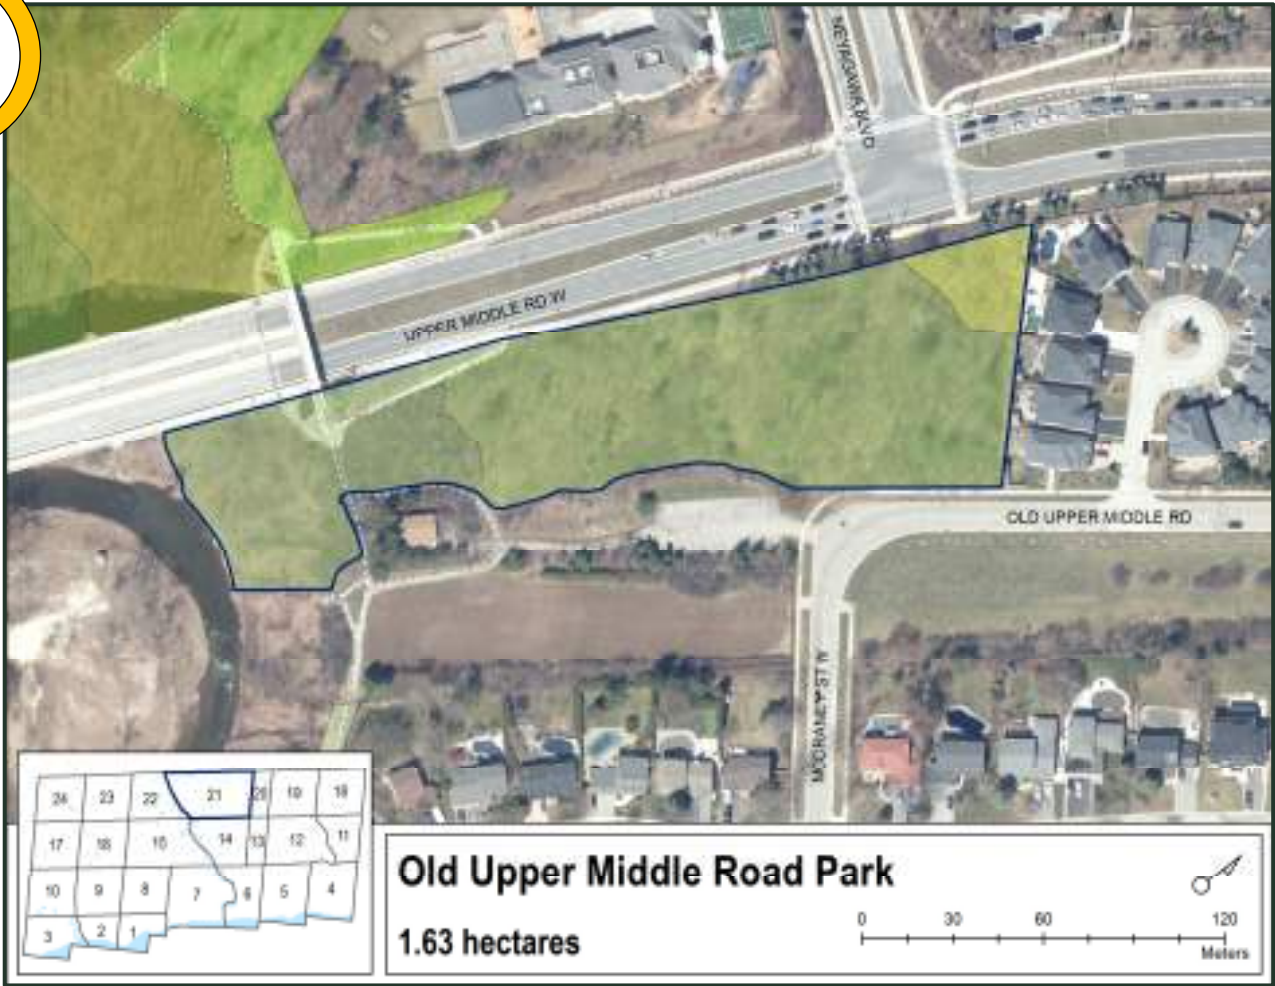 NEYAGAWA BLVD
UPPER MIDDLE RD W
OLD UPPER MIDDLE RD
MCCRANEY ST W
24 23 22 21 20 19 18
17 16 15 14 13 12 11
10 9 8 7 6 5 4
3 2 1
Old Upper Middle Road Park
1.63 hectares
0 30 60 120
Meters